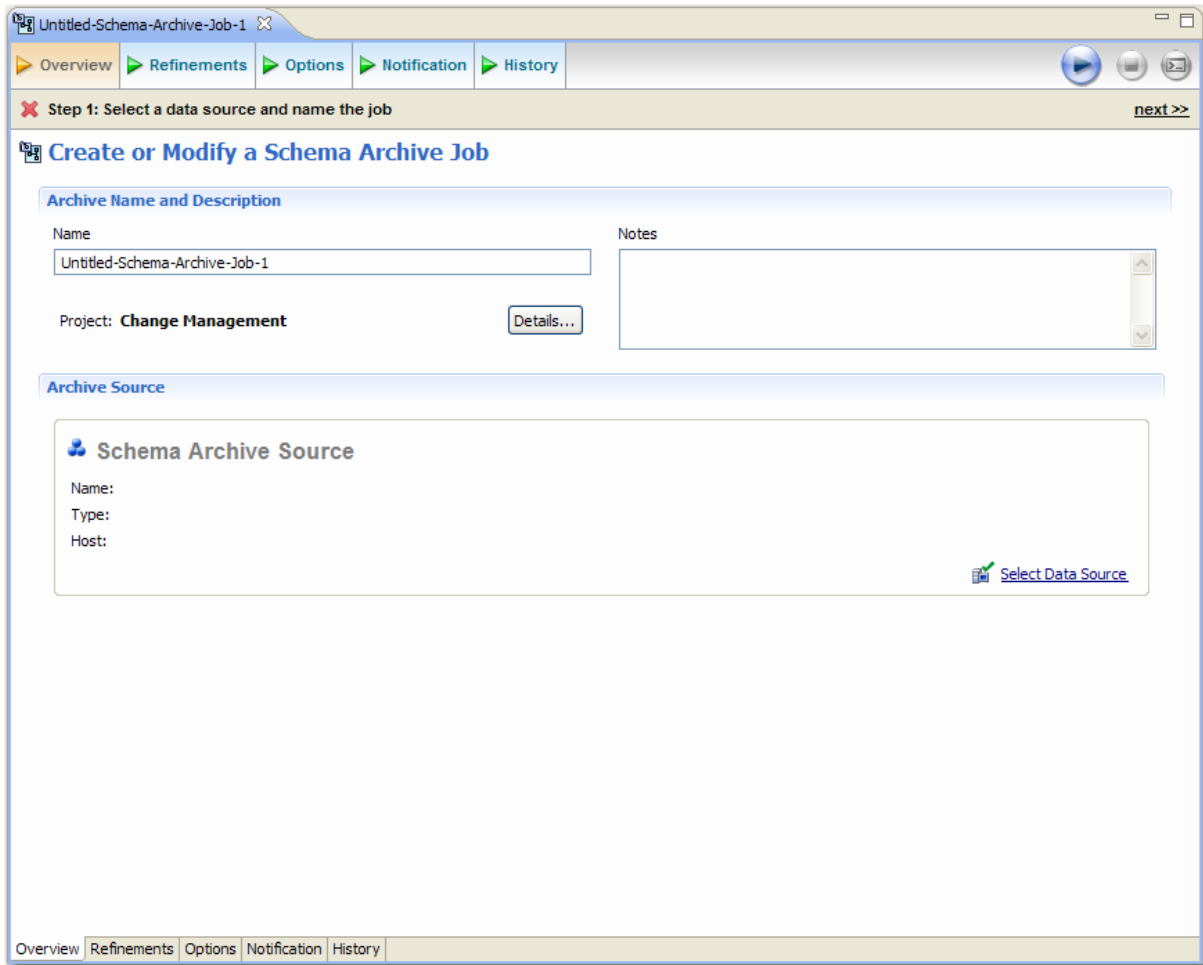 Untitled-Schema-Archive-Job-1
Overview Refinements Options Notification History
Step 1: Select a data source and name the job next >>
Create or Modify a Schema Archive Job
Archive Name and Description
Name Notes
Untitled-Schema-Archive-Job-1
Project: Change Management Details...
Archive Source
Schema Archive Source
Name:
Type:
Host:
Select Data Source
Overview Refinements Options Notification History